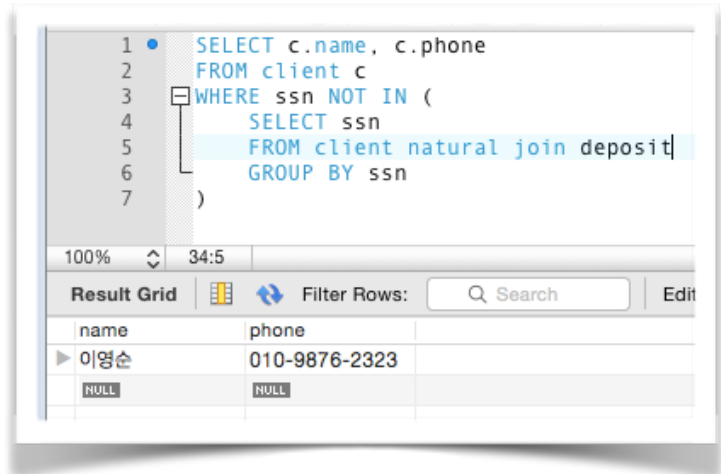 1 SELECT c.name, c.phone
2 FROM client c
3 WHERE ssn NOT IN (
4 SELECT ssn
5 FROM client natural join deposit
6 GROUP BY ssn
7 )
100% 34:5
Result Grid Filter Rows: Search Edit
name phone
이영순 010-9876-2323
NULL NULL